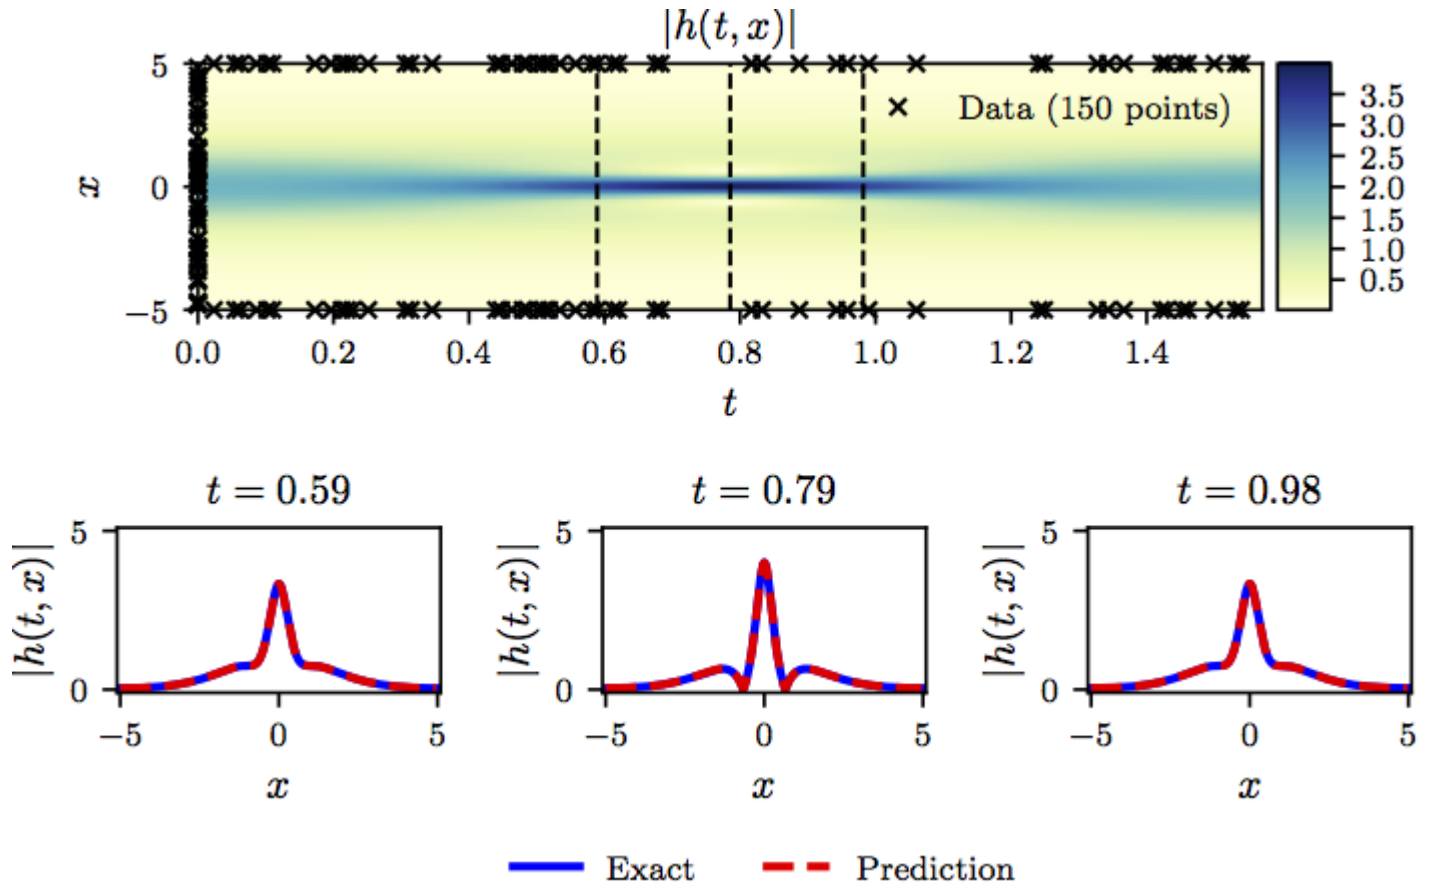 |h(t, x)|
5
0
−5
x
× Data (150 points)
3.5
3.0
2.5
2.0
1.5
1.0
0.5
0.0 0.2 0.4 0.6 0.8 1.0 1.2 1.4
t
t = 0.59
|h(t, x)|
5
0
−5 0 5
x
t = 0.79
|h(t, x)|
5
0
−5 0 5
x
t = 0.98
|h(t, x)|
5
0
−5 0 5
x
Exact Prediction